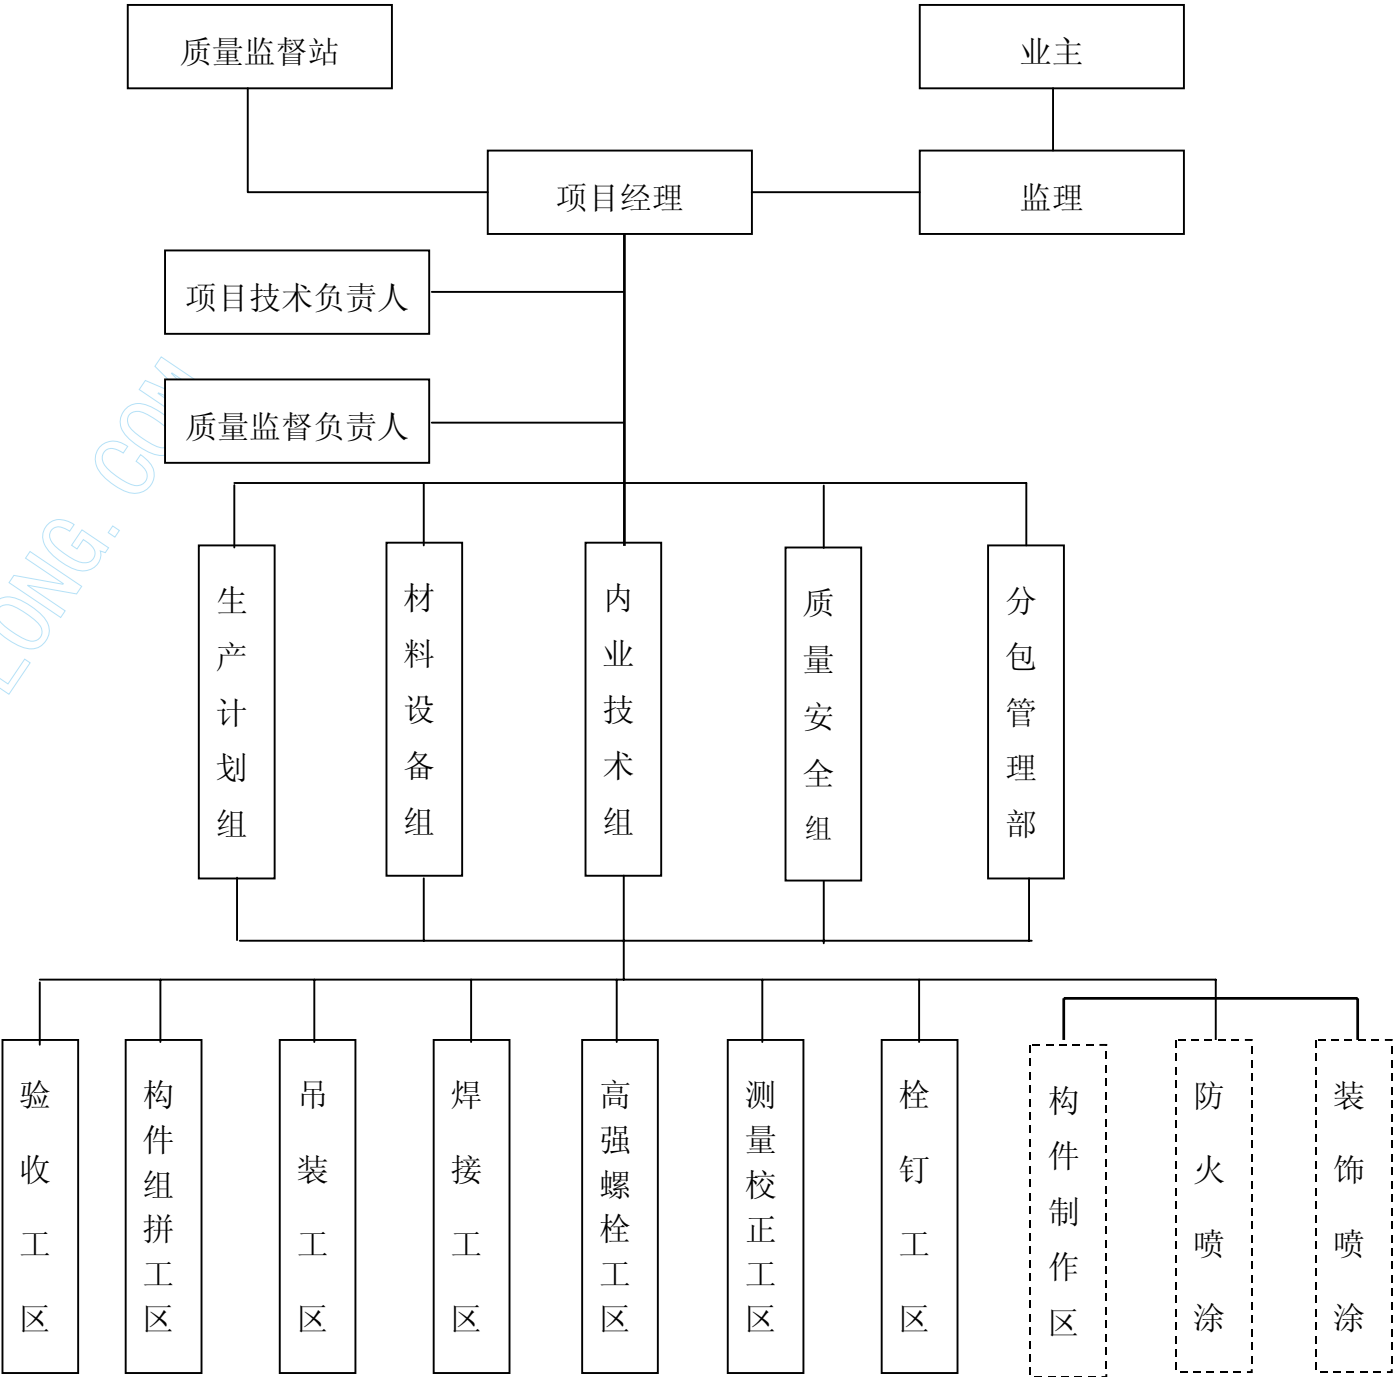 质量监督站
业主
项目经理
监理
项目技术负责人
质量监督负责人
生产计划组
材料设备组
内业技术组
质量安全组
分包管理部
验收工区
构件组拼工区
吊装工区
焊接工区
高强螺栓工区
测量校正工区
栓钉工区
构件制作区
防火喷涂
装饰喷涂
LONG.COM